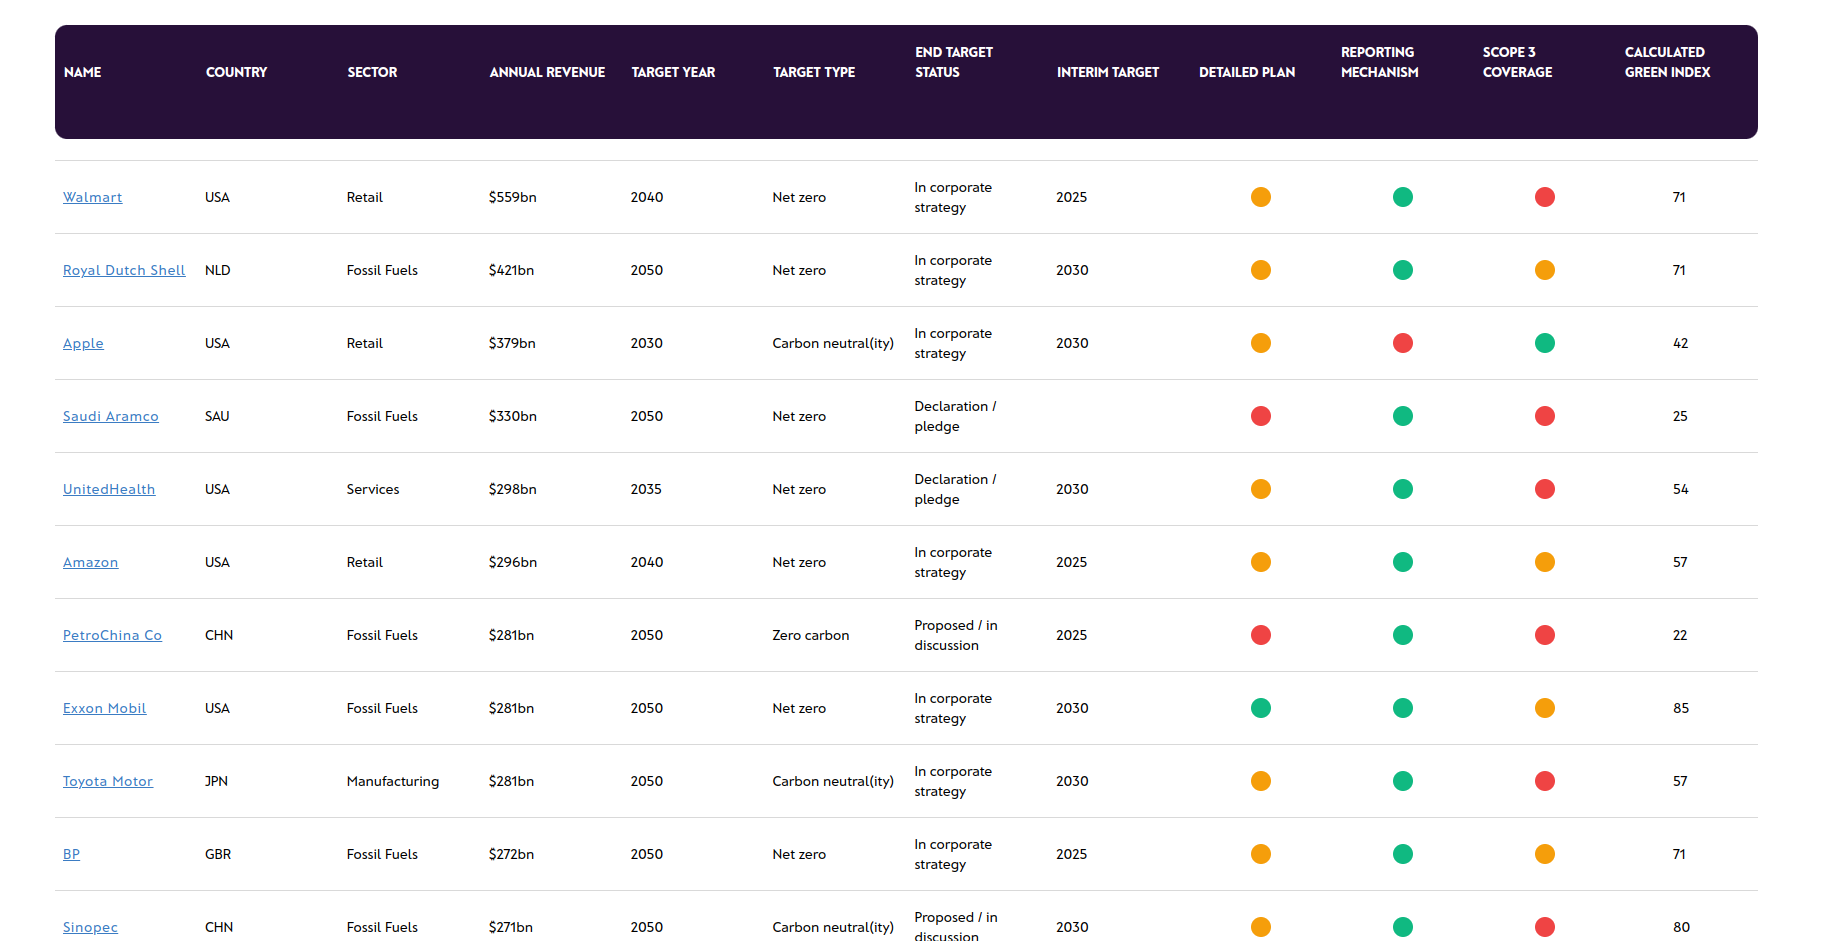 NAME COUNTRY SECTOR ANNUAL REVENUE TARGET YEAR TARGET TYPE END TARGET STATUS INTERIM TARGET DETAILED PLAN REPORTING MECHANISM SCOPE 3 COVERAGE CALCULATED GREEN INDEX
Walmart USA Retail $559bn 2040 Net zero In corporate strategy 2025 71
Royal Dutch Shell NLD Fossil Fuels $421bn 2050 Net zero In corporate strategy 2030 71
Apple USA Retail $379bn 2030 Carbon neutral(ity) In corporate strategy 2030 42
Saudi Aramco SAU Fossil Fuels $330bn 2050 Net zero Declaration / pledge 25
UnitedHealth USA Services $298bn 2035 Net zero Declaration / pledge 2030 54
Amazon USA Retail $296bn 2040 Net zero In corporate strategy 2025 57
PetroChina Co CHN Fossil Fuels $281bn 2050 Zero carbon Proposed / in discussion 2025 22
Exxon Mobil USA Fossil Fuels $281bn 2050 Net zero In corporate strategy 2030 85
Toyota Motor JPN Manufacturing $281bn 2050 Carbon neutral(ity) In corporate strategy 2030 57
BP GBR Fossil Fuels $272bn 2050 Net zero In corporate strategy 2025 71
Sinopec CHN Fossil Fuels $271bn 2050 Carbon neutral(ity) Proposed / in discussion 2030 80